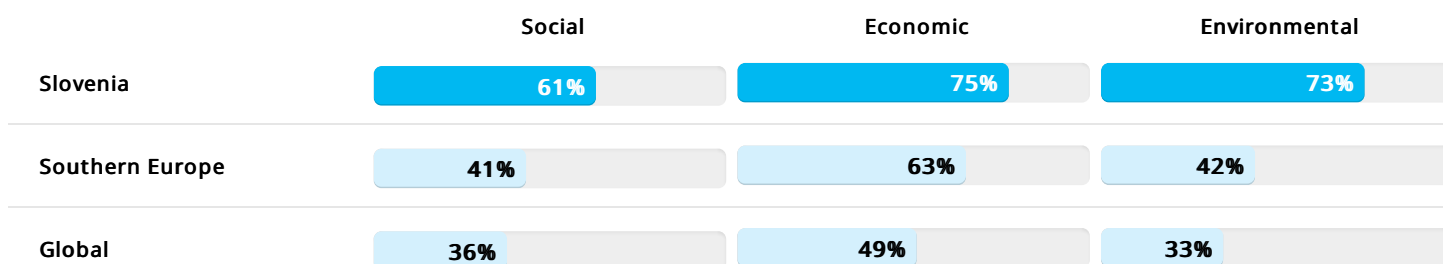 Social Economic Environmental
Slovenia 61% 75% 73%
Southern Europe 41% 63% 42%
Global 36% 49% 33%